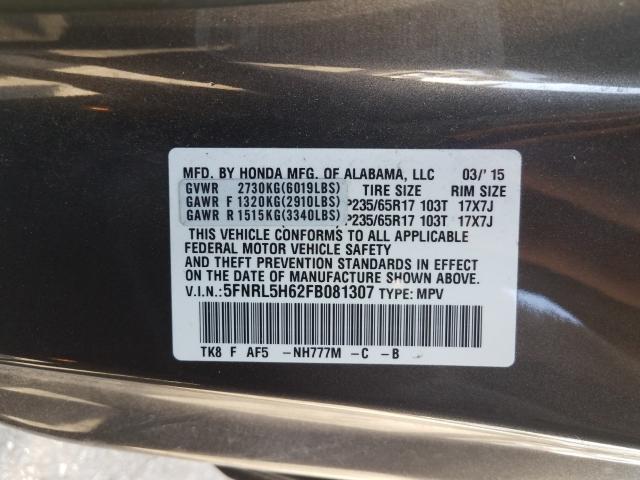 MFD. BY HONDA MFG. OF ALABAMA, LLC 03/'15
GVWR 2730KG(6019LBS) TIRE SIZE RIM SIZE
GAWR F 1320KG(2910LBS) P235/65R17 103T 17X7J
GAWR R 1515KG(3340LBS) P235/65R17 103T 17X7J
THIS VEHICLE CONFORMS TO ALL APPLICABLE
FEDERAL MOTOR VEHICLE SAFETY
AND THEFT PREVENTION STANDARDS IN EFFECT
ON THE DATE OF MANUFACTURE SHOWN ABOVE.
V.I.N.:5FNRL5H62FB081307 TYPE: MPV
TK8 F AF5 -NH777M -C -B